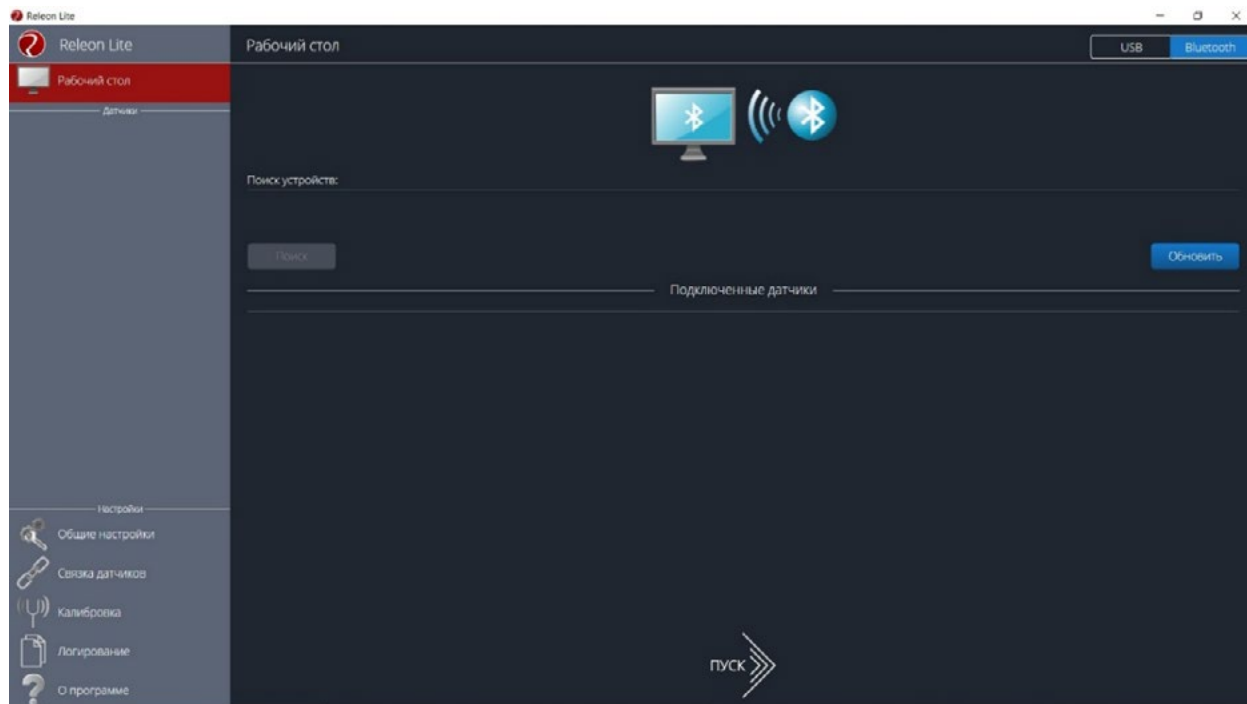 Releon Lite
Releon Lite
Рабочий стол
USB
Bluetooth
Рабочий стол
Датчики
Поиск устройств:
Поиск
Обновить
Подключенные датчики
Настройки
Общие настройки
Связка датчиков
Калибровка
Логирование
О программе
ПУСК